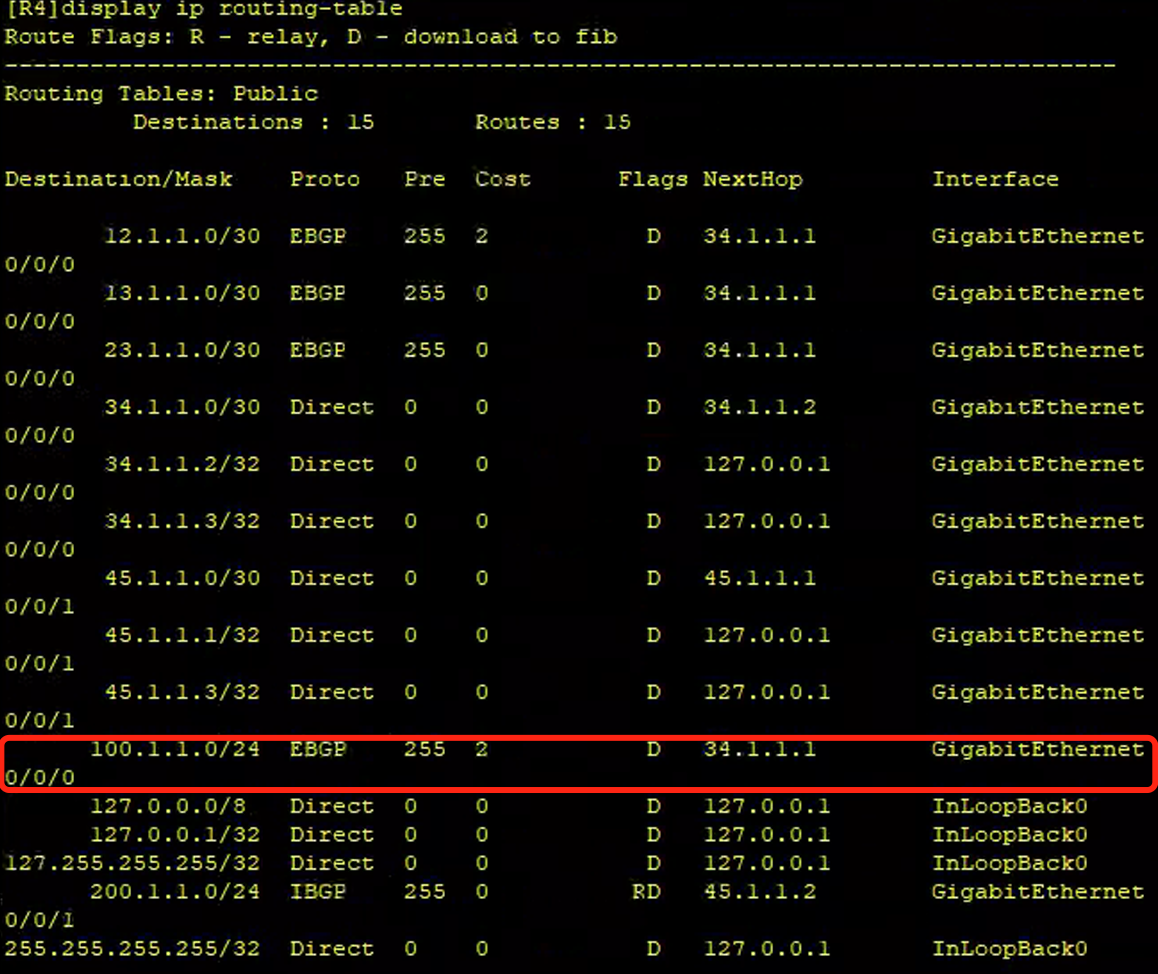 [R4]display ip routing-table
Route Flags: R - relay, D - download to fib
------------------------------------------------------------------------------
Routing Tables: Public
Destinations : 15 Routes : 15
Destination/Mask Proto Pre Cost Flags NextHop Interface
12.1.1.0/30 EBGP 255 2 D 34.1.1.1 GigabitEthernet
0/0/0
13.1.1.0/30 EBGP 255 0 D 34.1.1.1 GigabitEthernet
0/0/0
23.1.1.0/30 EBGP 255 0 D 34.1.1.1 GigabitEthernet
0/0/0
34.1.1.0/30 Direct 0 0 D 34.1.1.2 GigabitEthernet
0/0/0
34.1.1.2/32 Direct 0 0 D 127.0.0.1 GigabitEthernet
0/0/0
34.1.1.3/32 Direct 0 0 D 127.0.0.1 GigabitEthernet
0/0/0
45.1.1.0/30 Direct 0 0 D 45.1.1.1 GigabitEthernet
0/0/1
45.1.1.1/32 Direct 0 0 D 127.0.0.1 GigabitEthernet
0/0/1
45.1.1.3/32 Direct 0 0 D 127.0.0.1 GigabitEthernet
0/0/1
100.1.1.0/24 EBGP 255 2 D 34.1.1.1 GigabitEthernet
0/0/0
127.0.0.0/8 Direct 0 0 D 127.0.0.1 InLoopBack0
127.0.0.1/32 Direct 0 0 D 127.0.0.1 InLoopBack0
127.255.255.255/32 Direct 0 0 D 127.0.0.1 InLoopBack0
200.1.1.0/24 IBGP 255 0 RD 45.1.1.2 GigabitEthernet
0/0/1
255.255.255.255/32 Direct 0 0 D 127.0.0.1 InLoopBack0